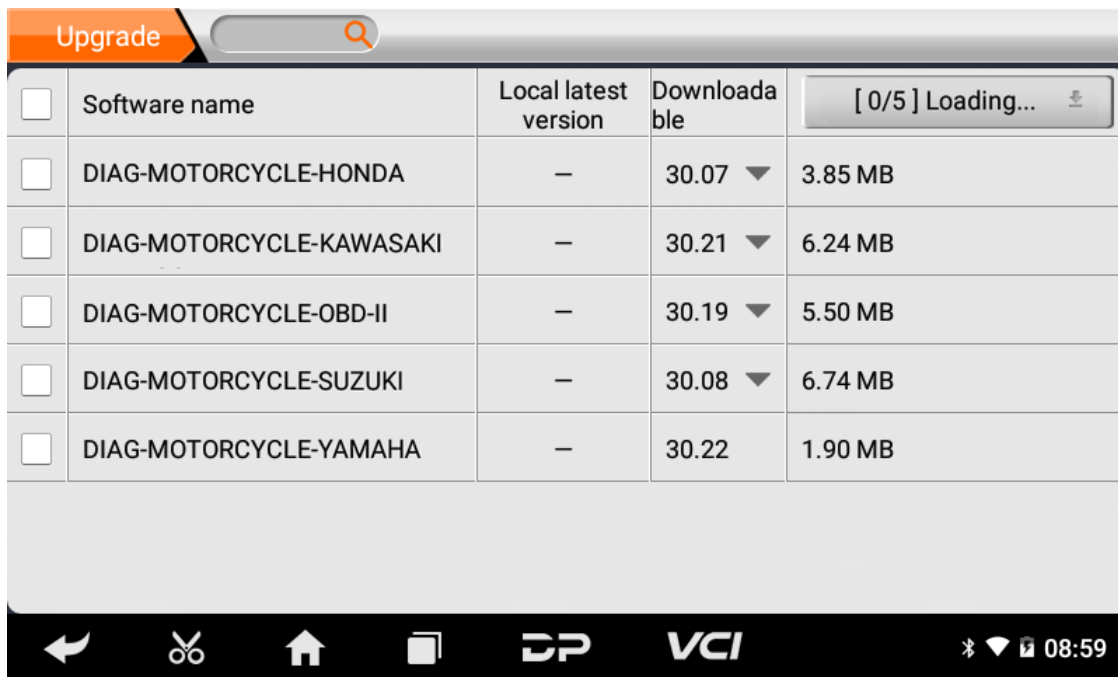 Upgrade
Software name
Local latest
version
Downloada
ble
[ 0/5 ] Loading...
DIAG-MOTORCYCLE-HONDA
—
30.07
3.85 MB
DIAG-MOTORCYCLE-KAWASAKI
—
30.21
6.24 MB
DIAG-MOTORCYCLE-OBD-II
—
30.19
5.50 MB
DIAG-MOTORCYCLE-SUZUKI
—
30.08
6.74 MB
DIAG-MOTORCYCLE-YAMAHA
—
30.22
1.90 MB
DP
VCI
08:59